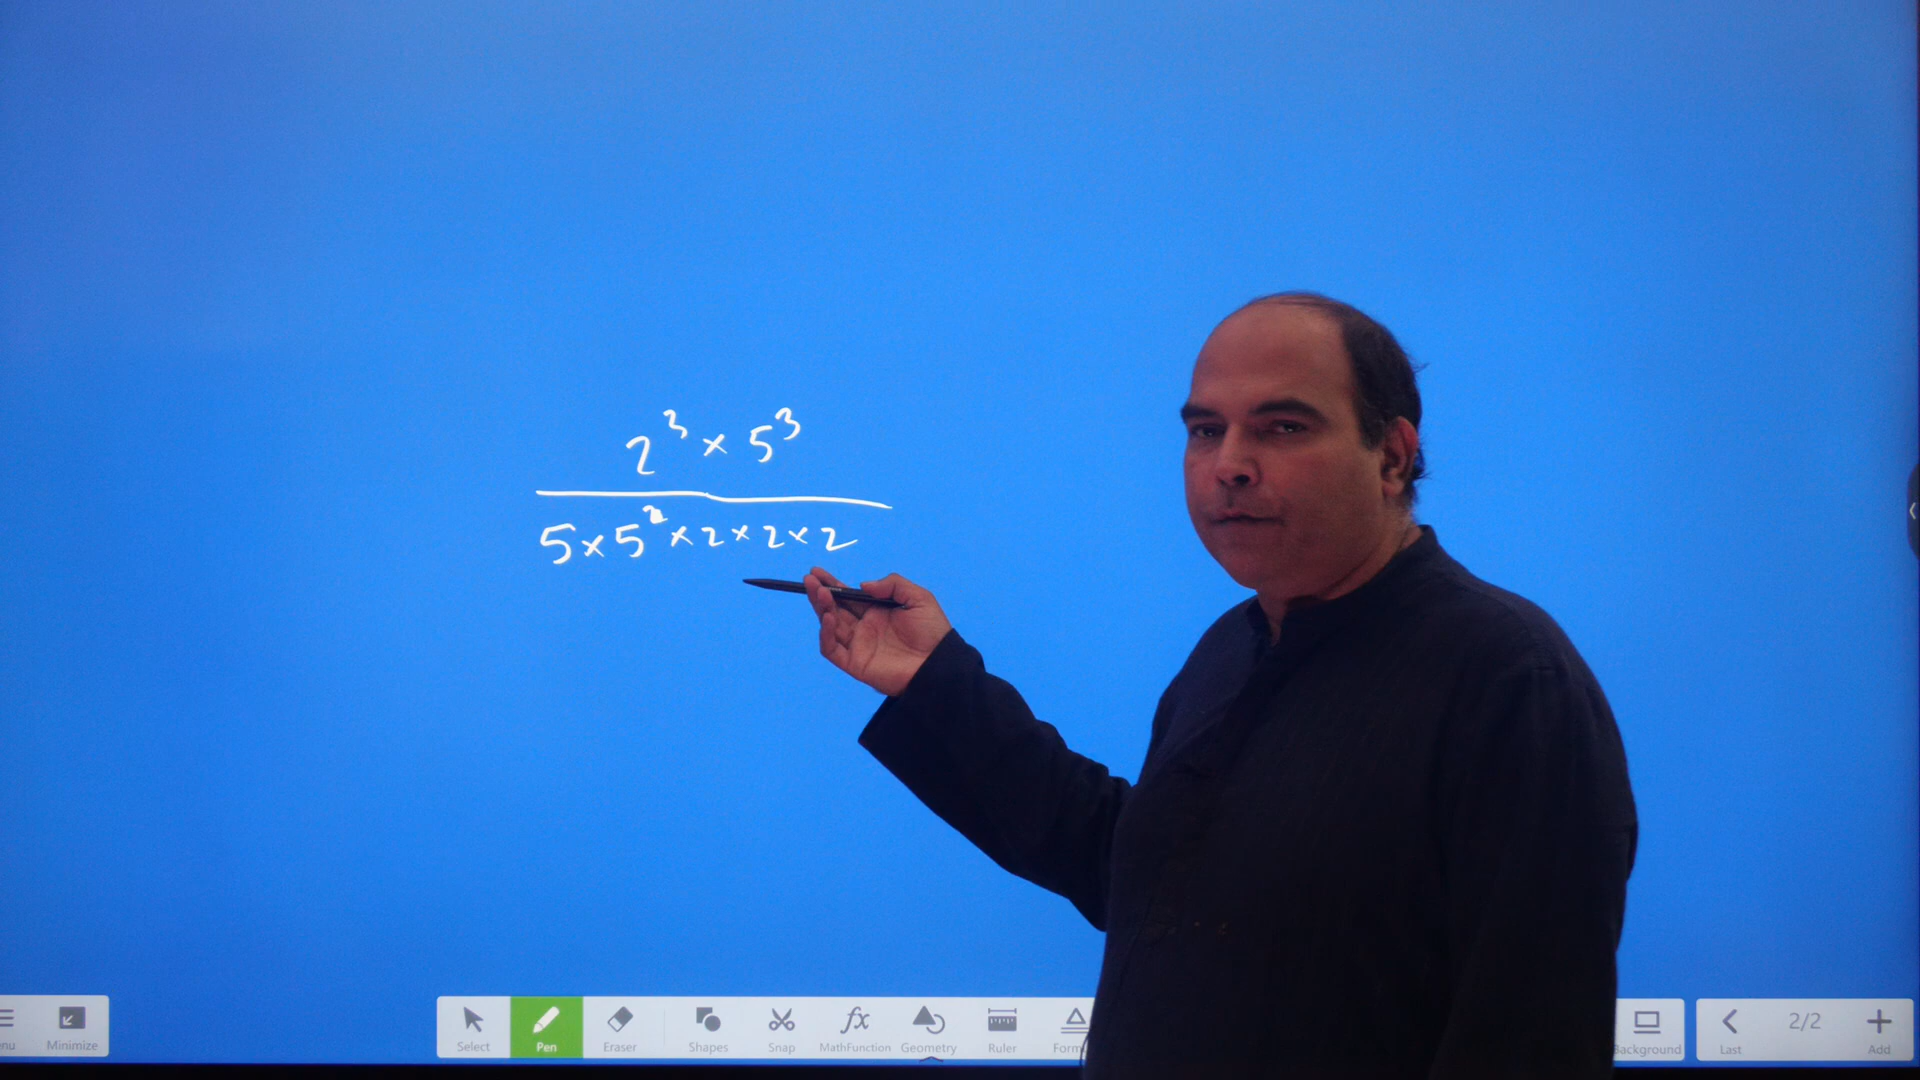 2³ × 5³
5 × 5² × 2 × 2 × 2
Minimize
Select
Pen
Eraser
Shapes
Snap
fx
MathFunction
Geometry
Ruler
Background
Last
2/2
Add